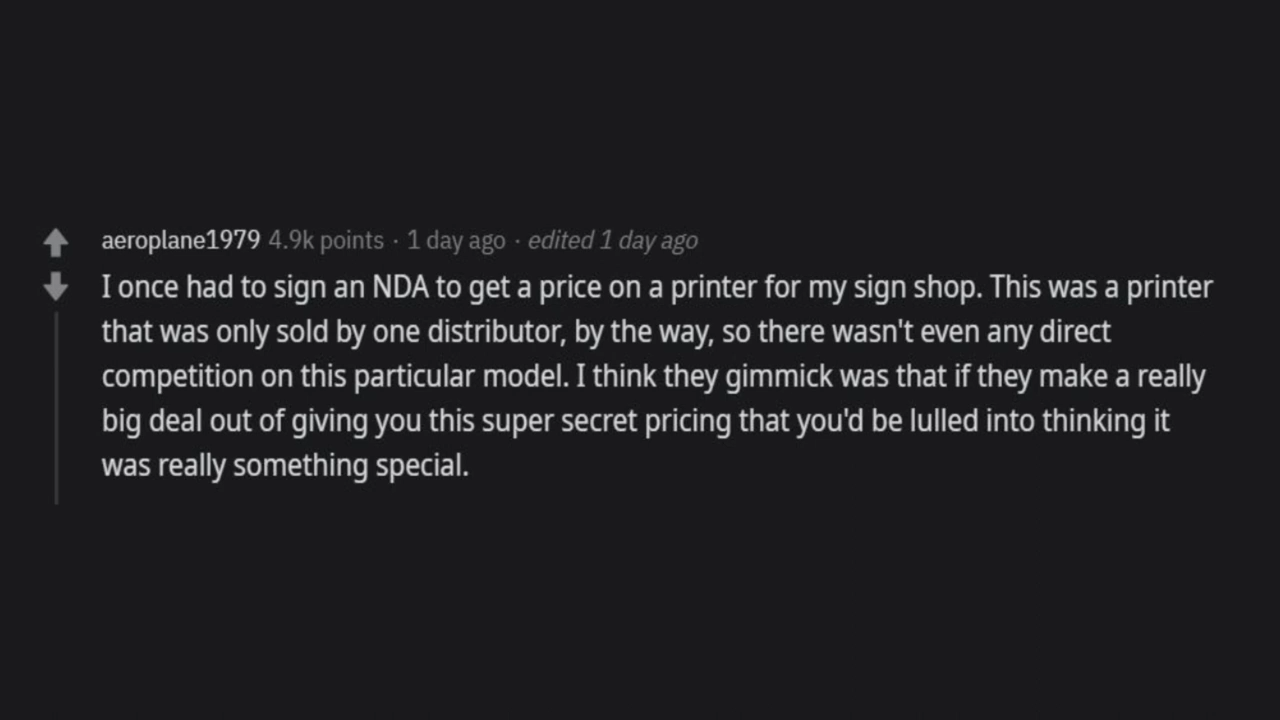 aeroplane1979 4.9k points · 1 day ago · edited 1 day ago
I once had to sign an NDA to get a price on a printer for my sign shop. This was a printer
that was only sold by one distributor, by the way, so there wasn't even any direct
competition on this particular model. I think they gimmick was that if they make a really
big deal out of giving you this super secret pricing that you'd be lulled into thinking it
was really something special.